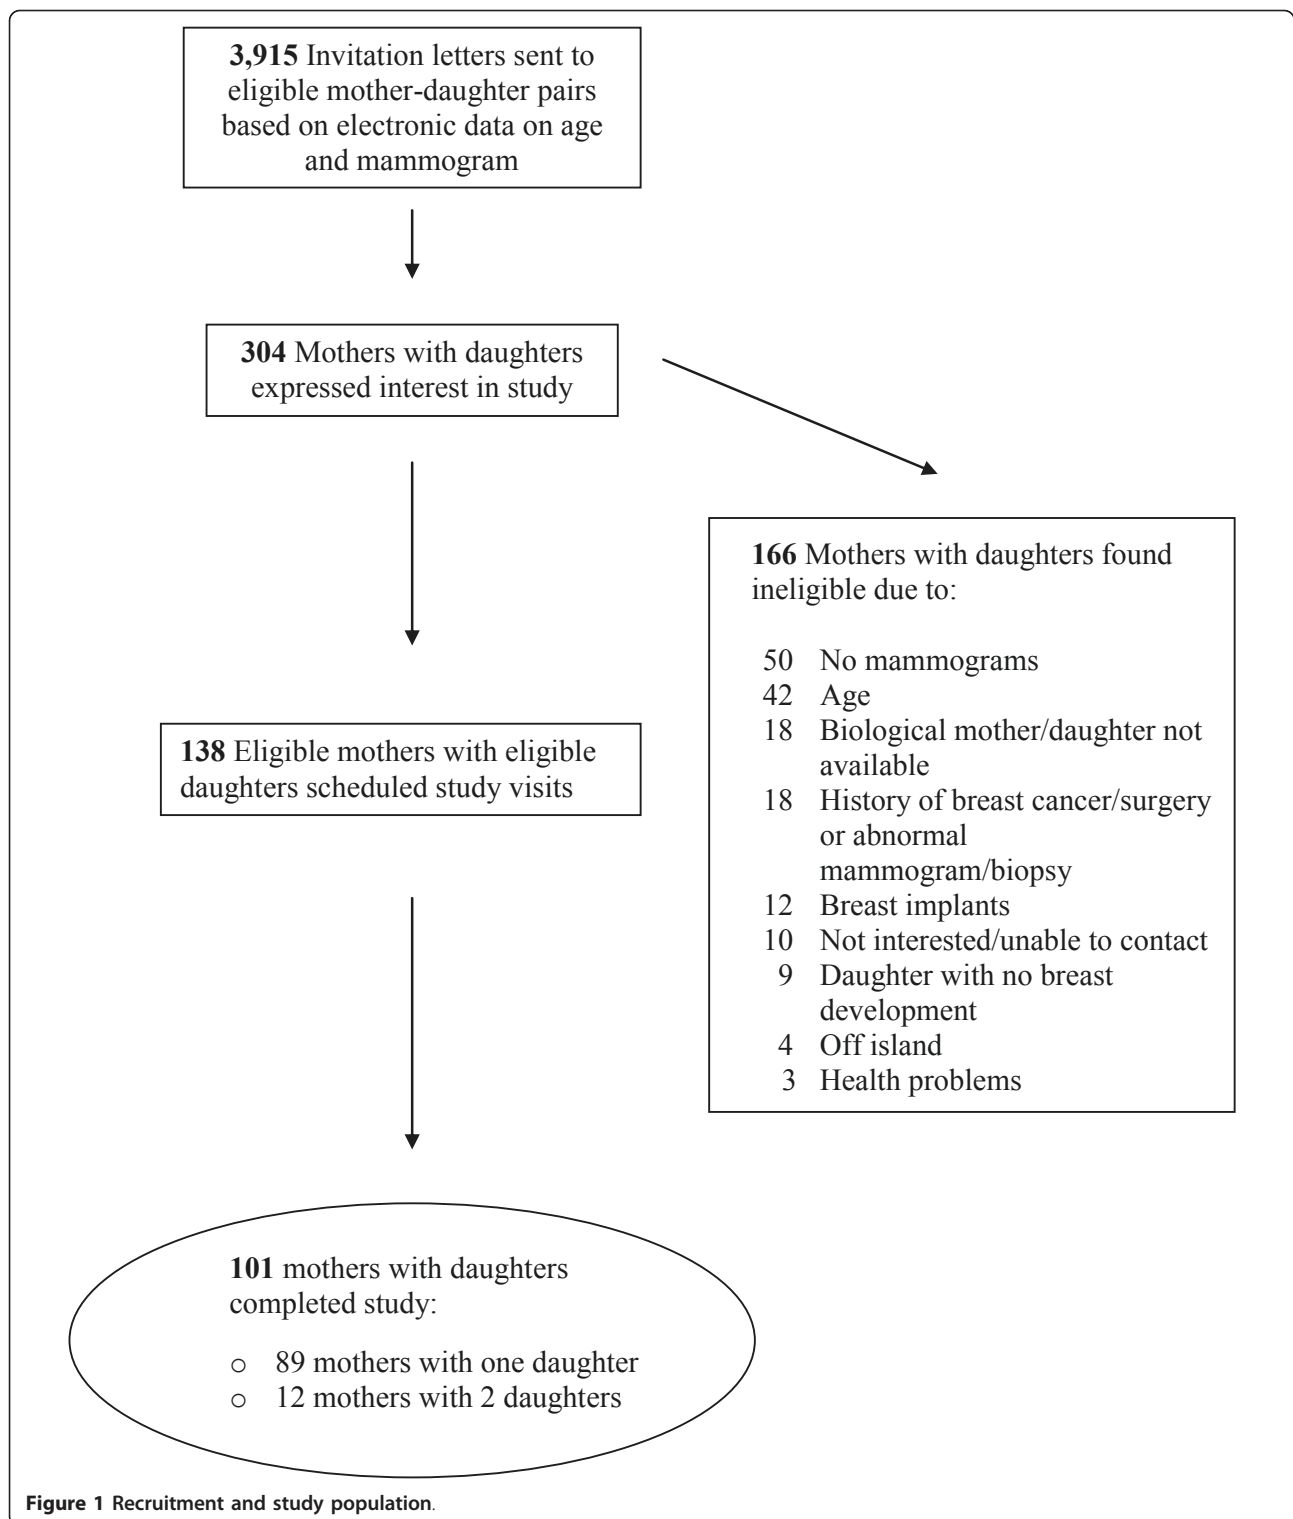 3,915 Invitation letters sent to
eligible mother-daughter pairs
based on electronic data on age
and mammogram
304 Mothers with daughters
expressed interest in study
166 Mothers with daughters found
ineligible due to:
50 No mammograms
42 Age
18 Biological mother/daughter not
available
18 History of breast cancer/surgery
or abnormal
mammogram/biopsy
12 Breast implants
10 Not interested/unable to contact
9 Daughter with no breast
development
4 Off island
3 Health problems
138 Eligible mothers with eligible
daughters scheduled study visits
101 mothers with daughters
completed study:
○ 89 mothers with one daughter
○ 12 mothers with 2 daughters
Figure 1 Recruitment and study population.